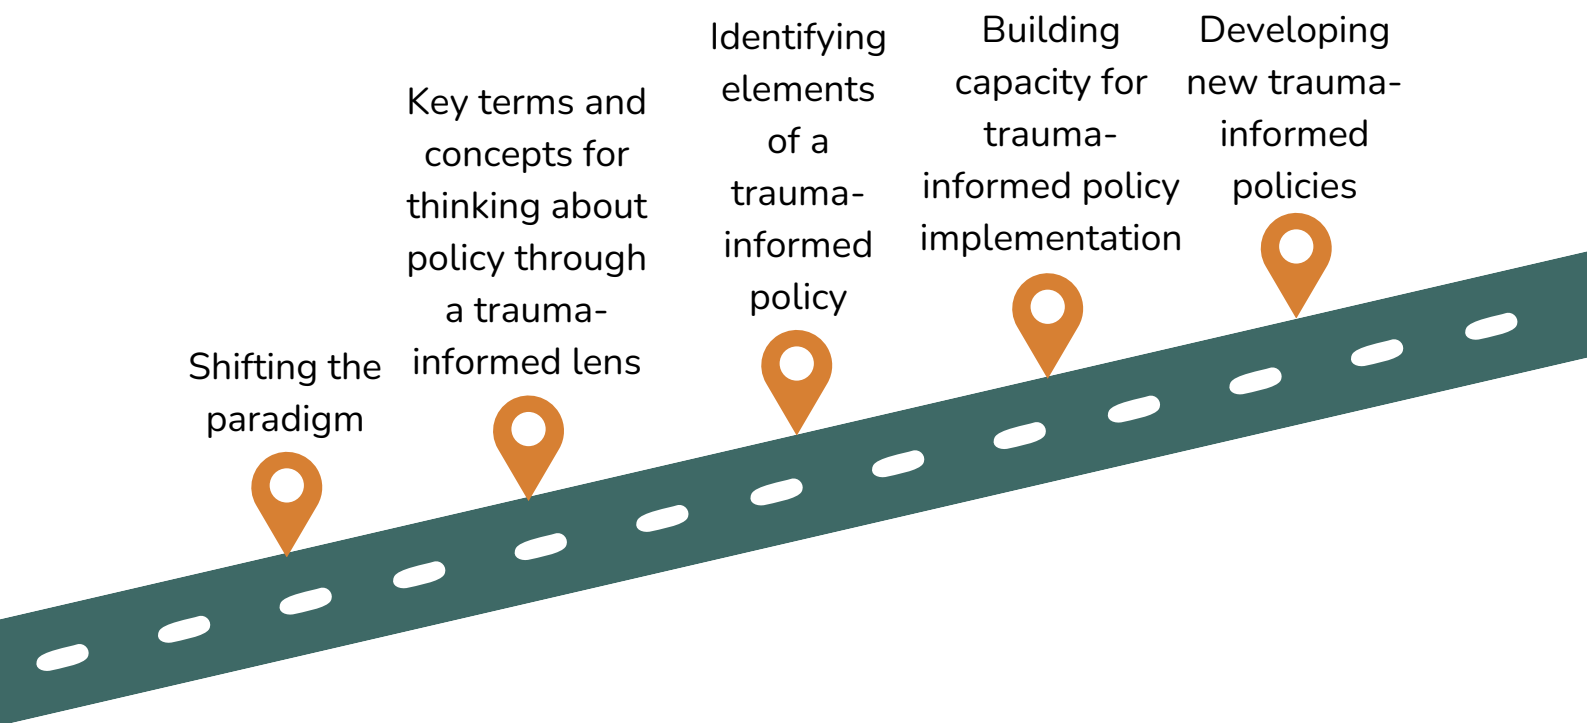 Shifting the
paradigm
Key terms and
concepts for
thinking about
policy through
a trauma-
informed lens
Identifying
elements
of a
trauma-
informed
policy
Building
capacity for
trauma-
informed policy
implementation
Developing
new trauma-
informed
policies